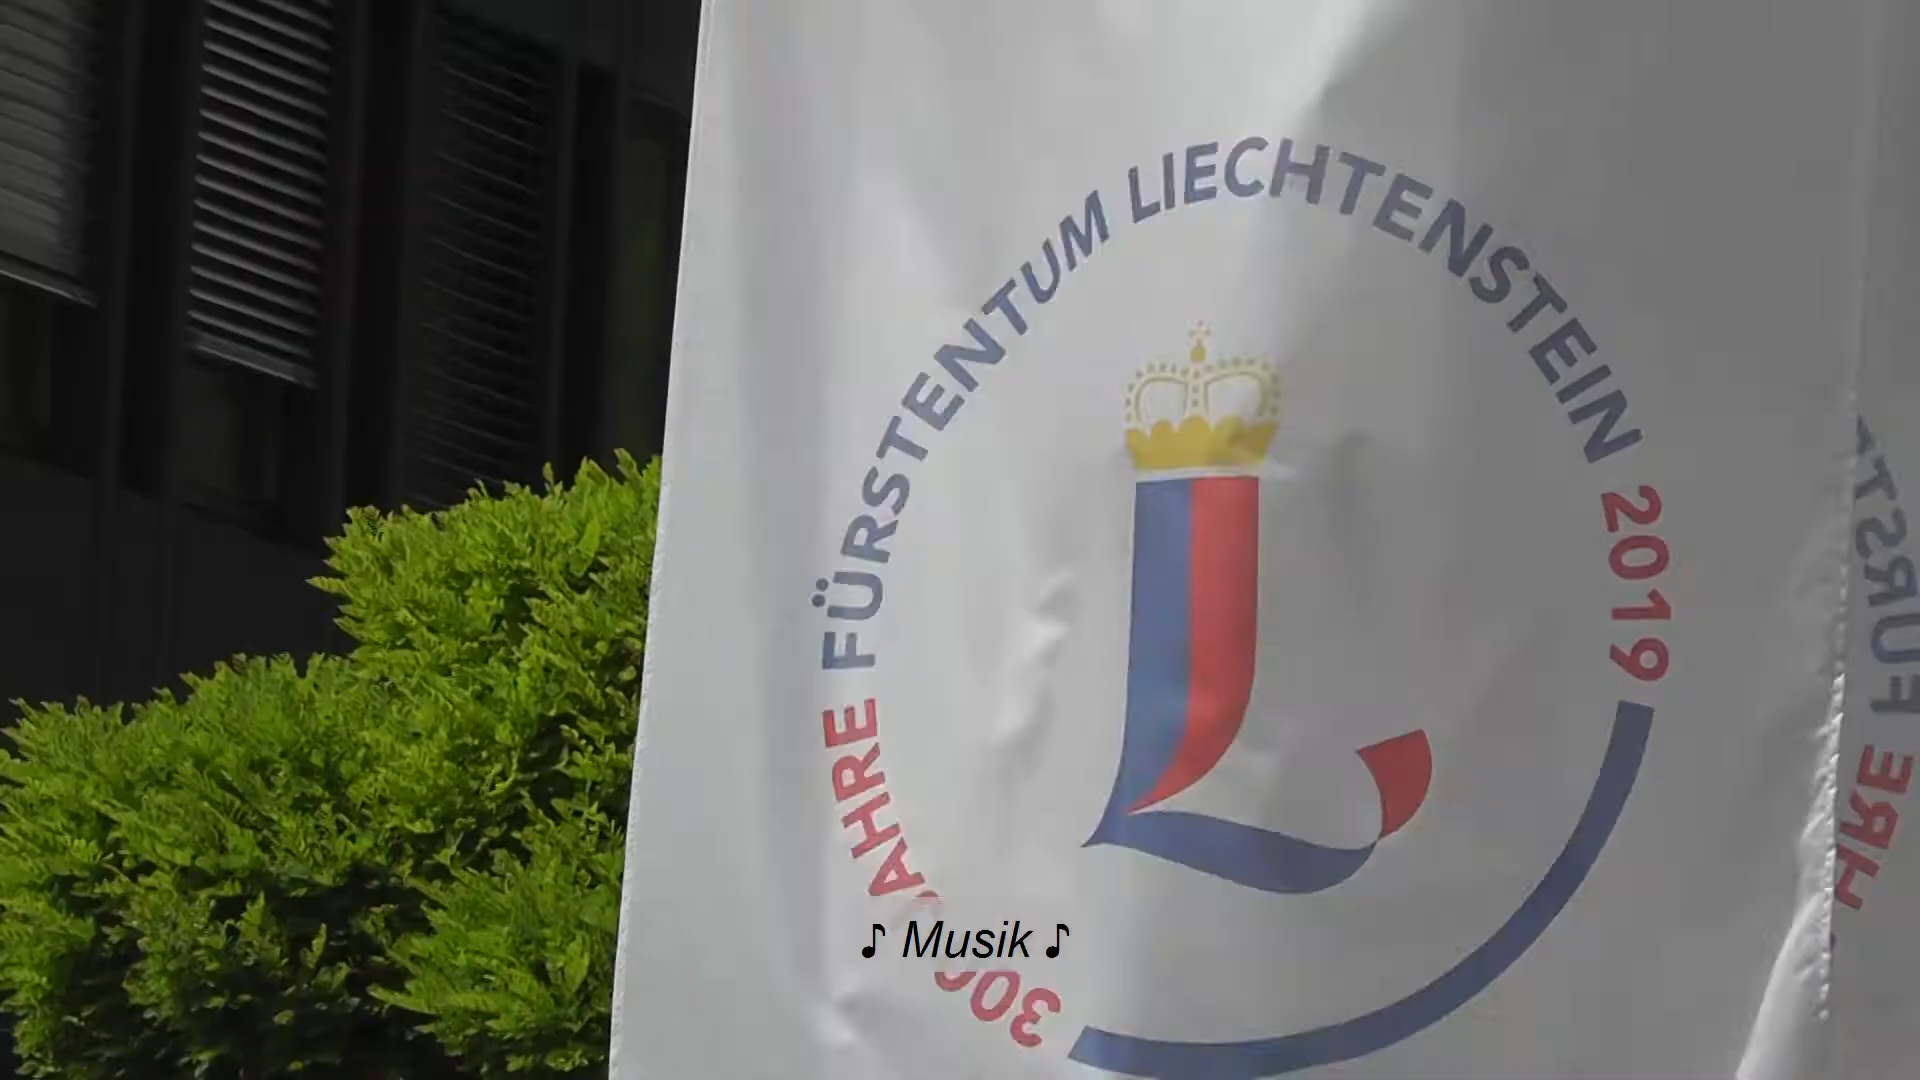 300 JAHRE FÜRSTENTUM LIECHTENSTEIN 2019
♪ Musik ♪